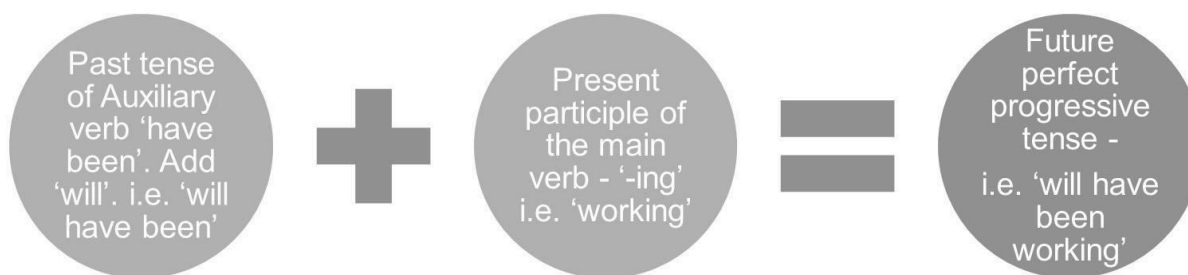 Past tense
of Auxiliary
verb ‘have
been’. Add
‘will’. i.e. ‘will
have been’
Present
participle of
the main
verb - ‘-ing’
i.e. ‘working’
Future
perfect
progressive
tense -
i.e. ‘will have
been
working’